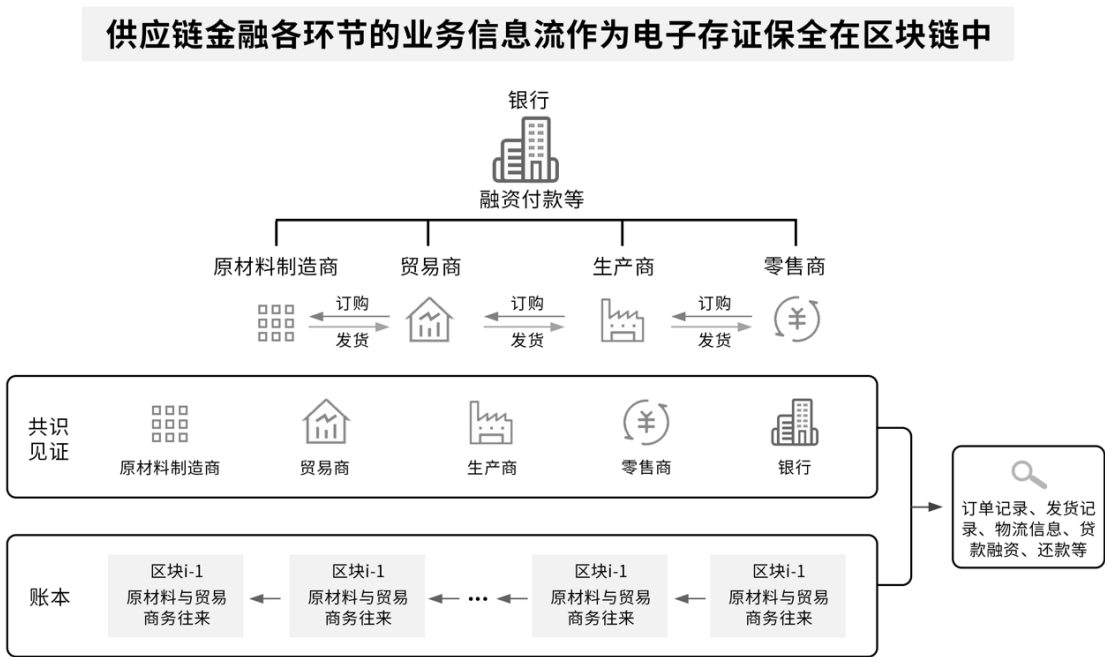 供应链金融各环节的业务信息流作为电子存证保全在区块链中
银行
融资付款等
原材料制造商
贸易商
生产商
零售商
订购
发货
订购
发货
订购
发货
共识
见证
原材料制造商
贸易商
生产商
零售商
银行
订单记录、发货记
录、物流信息、贷
款融资、还款等
账本
区块i-1
原材料与贸易
商务往来
区块i-1
原材料与贸易
商务往来
...
区块i-1
原材料与贸易
商务往来
区块i-1
原材料与贸易
商务往来